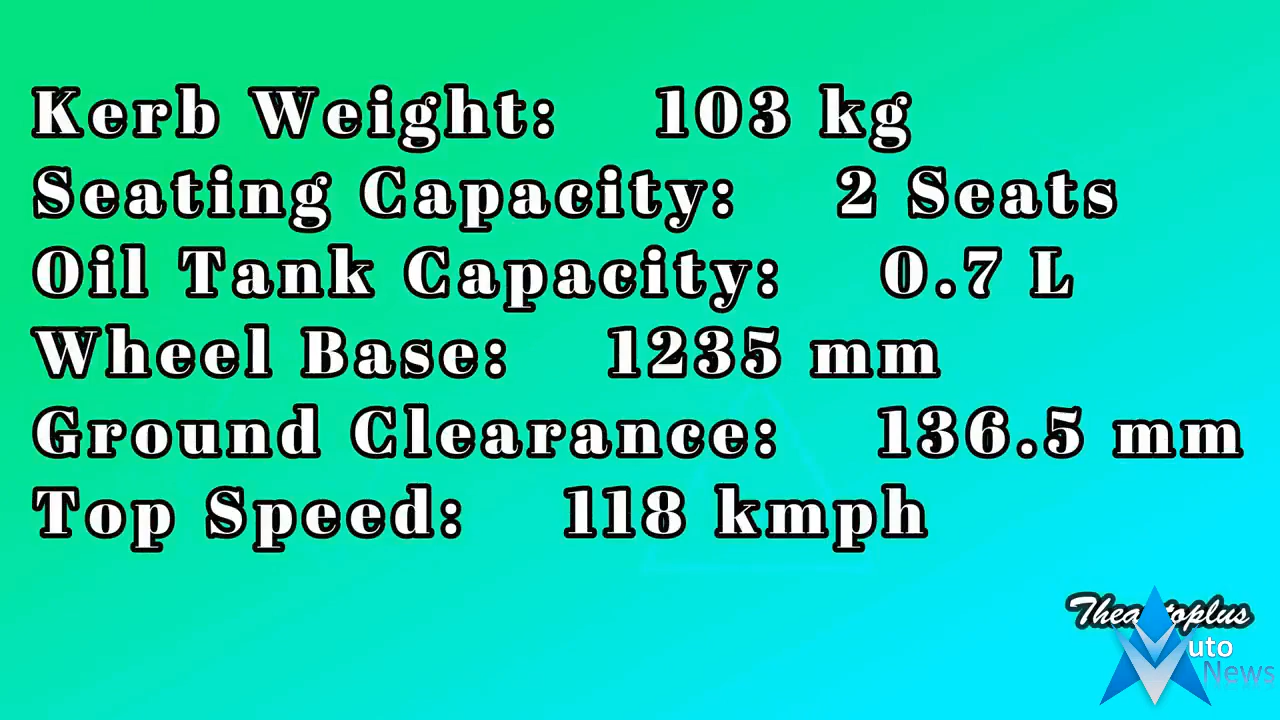 Kerb Weight: 103 kg
Seating Capacity: 2 Seats
Oil Tank Capacity: 0.7 L
Wheel Base: 1235 mm
Ground Clearance: 136.5 mm
Top Speed: 118 kmph
Theautoplus
uto
News